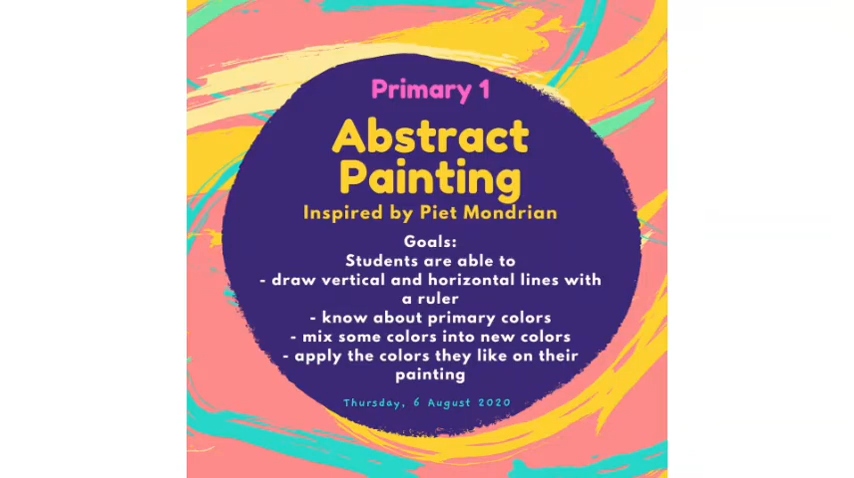 Primary 1
Abstract
Painting
Inspired by Piet Mondrian
Goals:
Students are able to
- draw vertical and horizontal lines with
a ruler
- know about primary colors
- mix some colors into new colors
- apply the colors they like on their
painting
Thursday, 6 August 2020